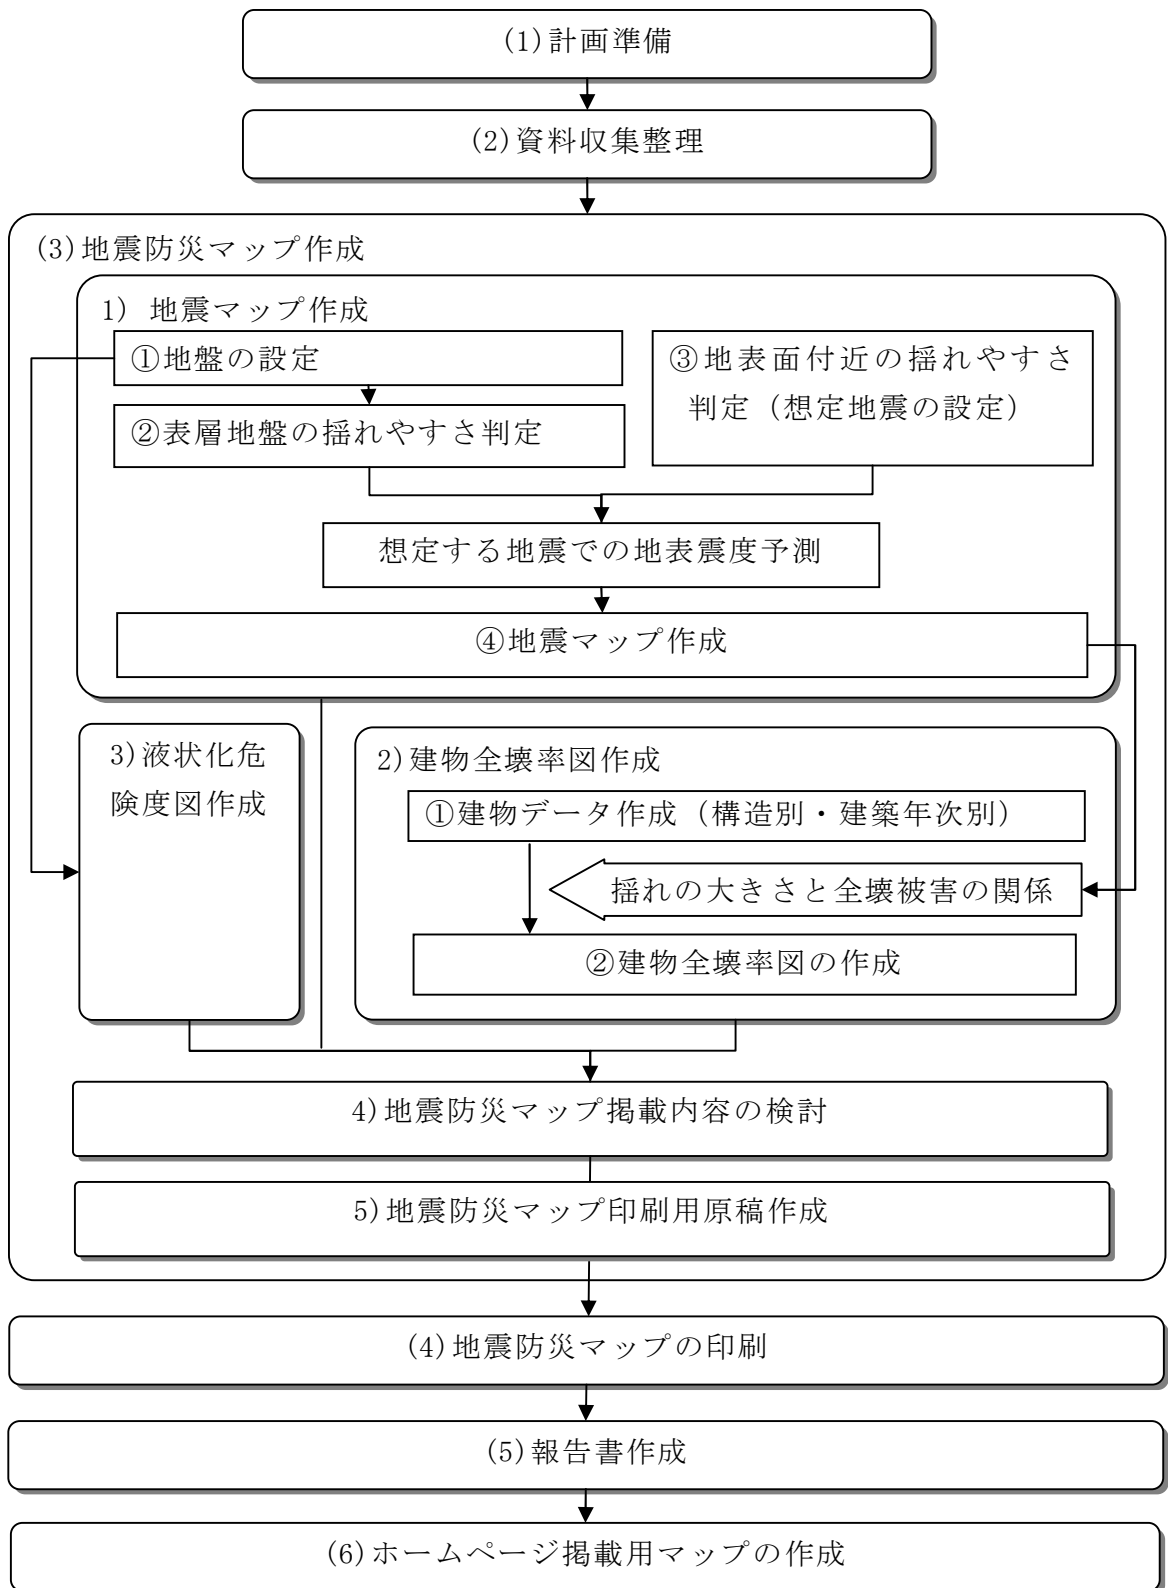 (1)計画準備
(2)資料収集整理
(3)地震防災マップ作成
1) 地震マップ作成
①地盤の設定
②表層地盤の揺れやすさ判定
③地表面付近の揺れやすさ
判定（想定地震の設定）
想定する地震での地表震度予測
④地震マップ作成
3)液状化危
険度図作成
2)建物全壊率図作成
①建物データ作成（構造別・建築年次別）
揺れの大きさと全壊被害の関係
②建物全壊率図の作成
4)地震防災マップ掲載内容の検討
5)地震防災マップ印刷用原稿作成
(4)地震防災マップの印刷
(5)報告書作成
(6)ホームページ掲載用マップの作成